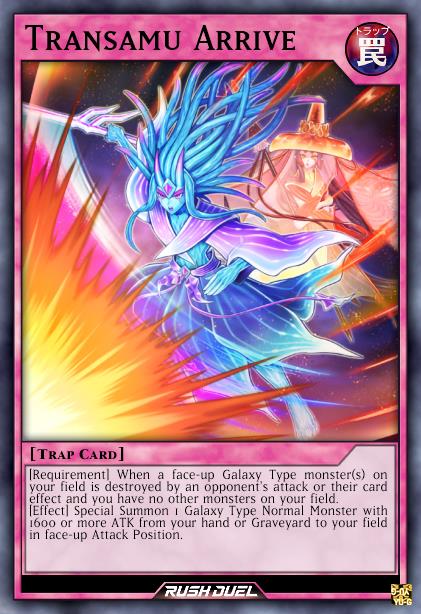 Transamu Arrive
トラップ
罠
[Trap Card]
[Requirement] When a face-up Galaxy Type monster(s) on
your field is destroyed by an opponent's attack or their card
effect and you have no other monsters on your field.
[Effect] Special Summon 1 Galaxy Type Normal Monster with
1600 or more ATK from your hand or Graveyard to your field
in face-up Attack Position.
RUSH DUEL